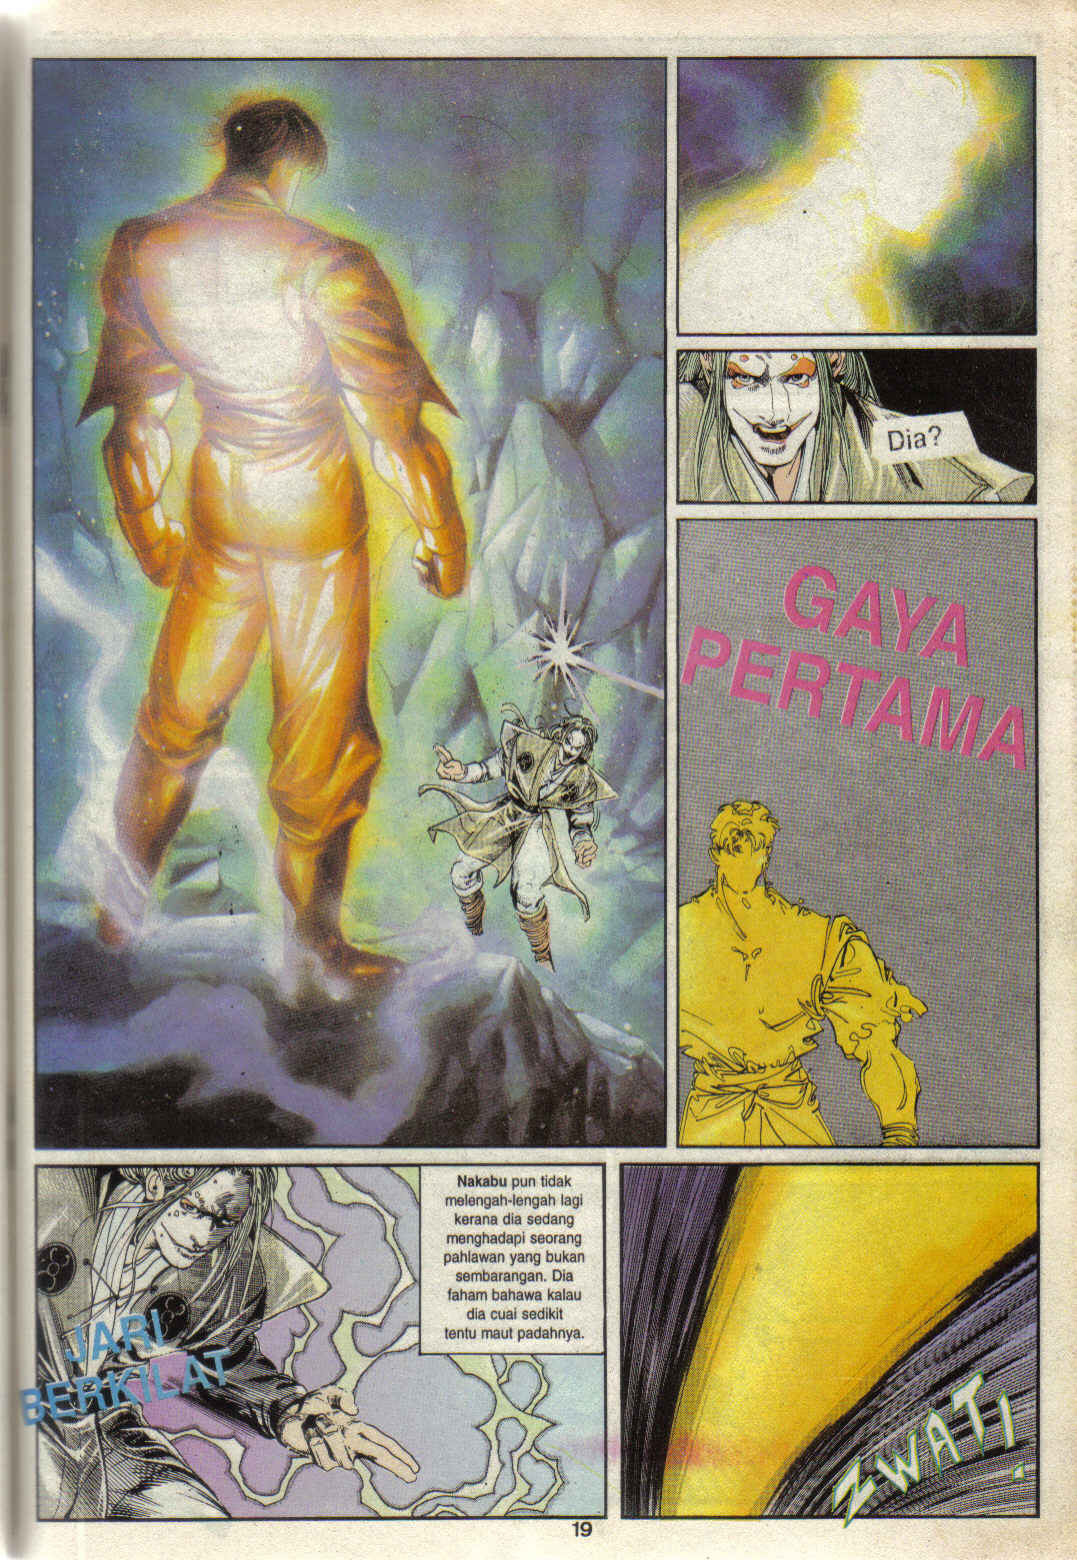 Dia?
GAYA
PERTAMA
Nakabu pun tidak
melengah-lengah lagi
kerana dia sedang
menghadapi seorang
pahlawan yang bukan
sembarangan. Dia
faham bahawa kalau
dia cuai sedikit
tentu maut padahnya.
JARI
BERKILAT
ZWAT!
19